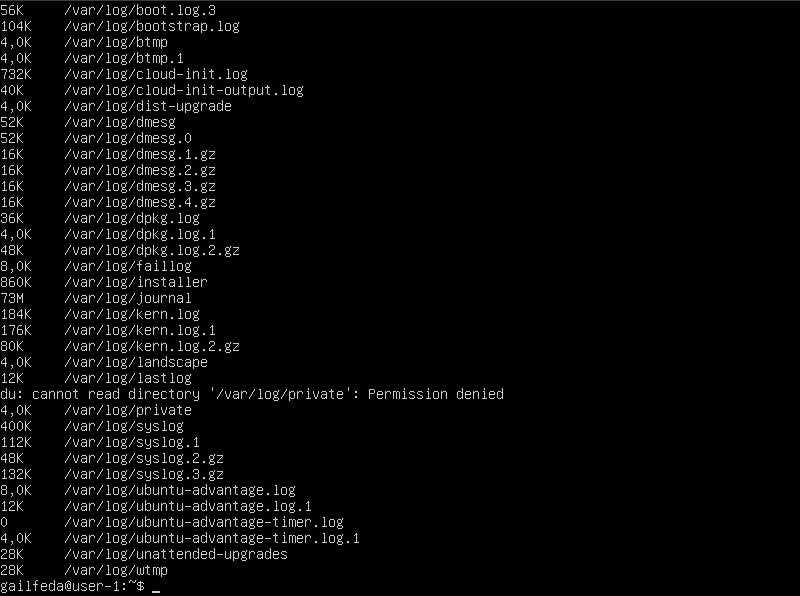 56K     /var/log/boot.log.3
104K    /var/log/bootstrap.log
4,0K    /var/log/btmp
4,0K    /var/log/btmp.1
732K    /var/log/cloud-init.log
40K     /var/log/cloud-init-output.log
4,0K    /var/log/dist-upgrade
52K     /var/log/dmesg
52K     /var/log/dmesg.0
16K     /var/log/dmesg.1.gz
16K     /var/log/dmesg.2.gz
16K     /var/log/dmesg.3.gz
16K     /var/log/dmesg.4.gz
36K     /var/log/dpkg.log
4,0K    /var/log/dpkg.log.1
48K     /var/log/dpkg.log.2.gz
8,0K    /var/log/faillog
860K    /var/log/installer
73M     /var/log/journal
184K    /var/log/kern.log
176K    /var/log/kern.log.1
80K     /var/log/kern.log.2.gz
4,0K    /var/log/landscape
12K     /var/log/lastlog
du: cannot read directory '/var/log/private': Permission denied
4,0K    /var/log/private
400K    /var/log/syslog
112K    /var/log/syslog.1
48K     /var/log/syslog.2.gz
132K    /var/log/syslog.3.gz
8,0K    /var/log/ubuntu-advantage.log
12K     /var/log/ubuntu-advantage.log.1
0       /var/log/ubuntu-advantage-timer.log
4,0K    /var/log/ubuntu-advantage-timer.log.1
28K     /var/log/unattended-upgrades
28K     /var/log/wtmp
gailfeda@user-1:~$ _